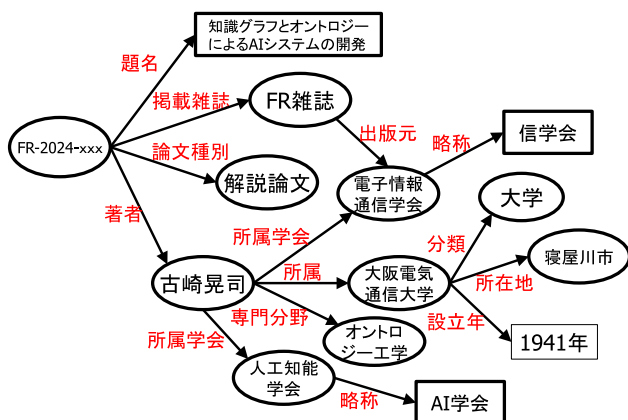 知識グラフとオントロジー
によるAIシステムの開発
題名
掲載雑誌
FR雑誌
出版元
略称
信学会
FR-2024-xxx
論文種別
解説論文
電子情報
通信学会
大学
著者
所属学会
分類
寝屋川市
古崎晃司
所属
大阪電気
通信大学
所在地
専門分野
設立年
所属学会
オントロ
ジー工学
1941年
人工知能
学会
略称
AI学会